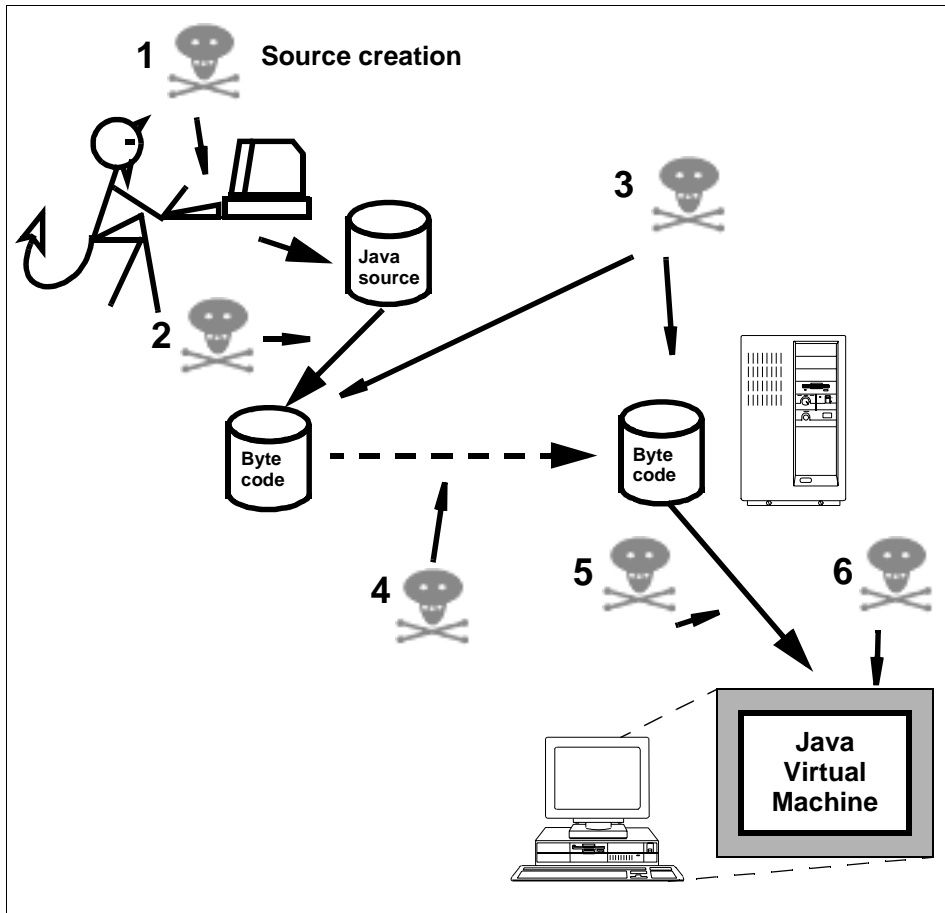 1
Source creation
3
Java
source
2
Byte
code
Byte
code
4
5
6
Java
Virtual
Machine